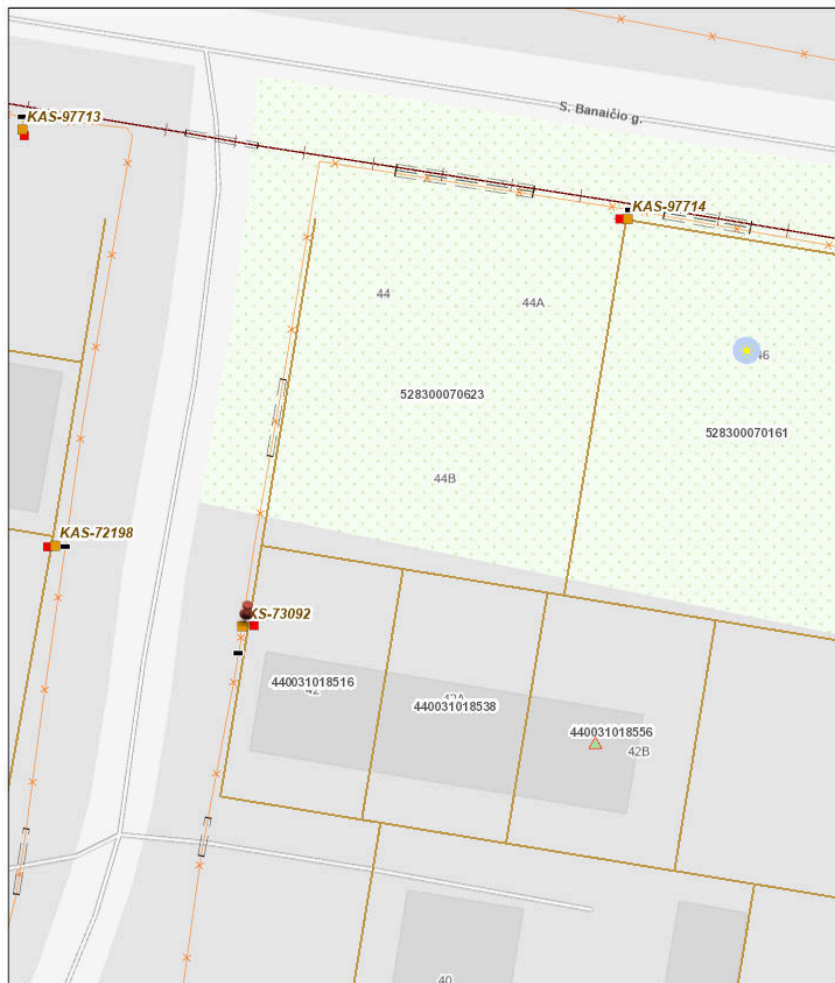 S. Banaičio g.
KAS-97713
KAS-97714
44
44A
46
528300070623
528300070161
44B
KAS-72198
KS-73092
440031018516
42
42A
440031018538
440031018556
42B
40